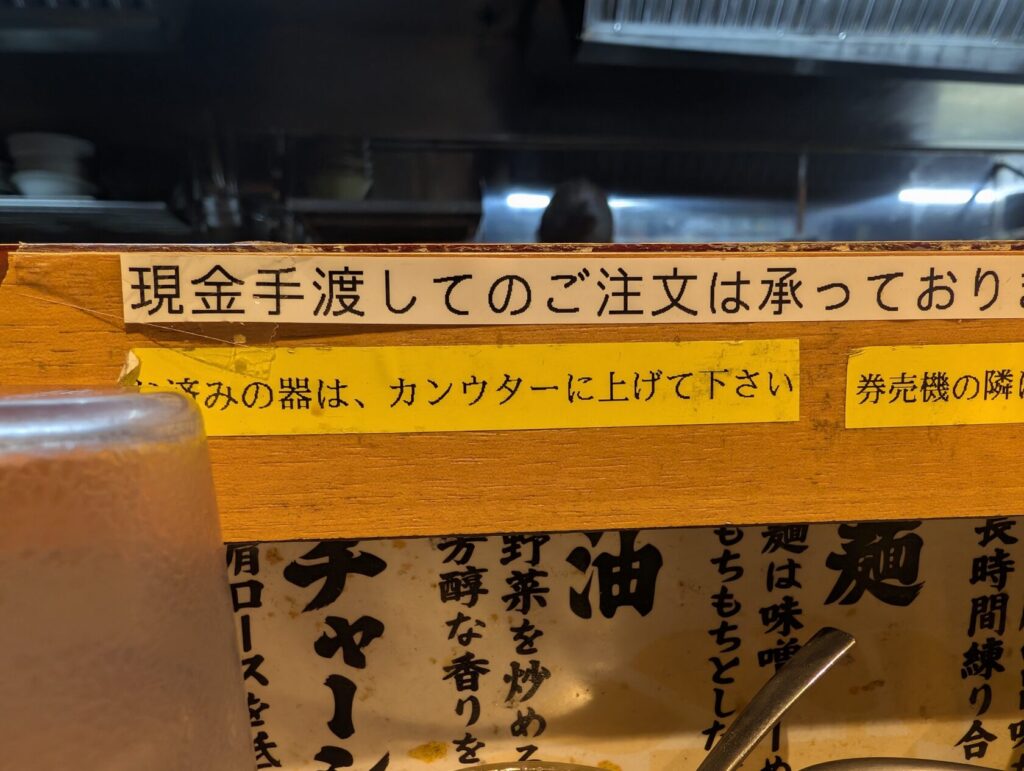 現金手渡してのご注文は承っており
済みの器は、カンウターに上げて下さい
券売機の隣
長時間練り合
麺
麺は味噌
もちもちとした
油
野菜を炒め
芳醇な香りを
チャーシ
肩ロースを